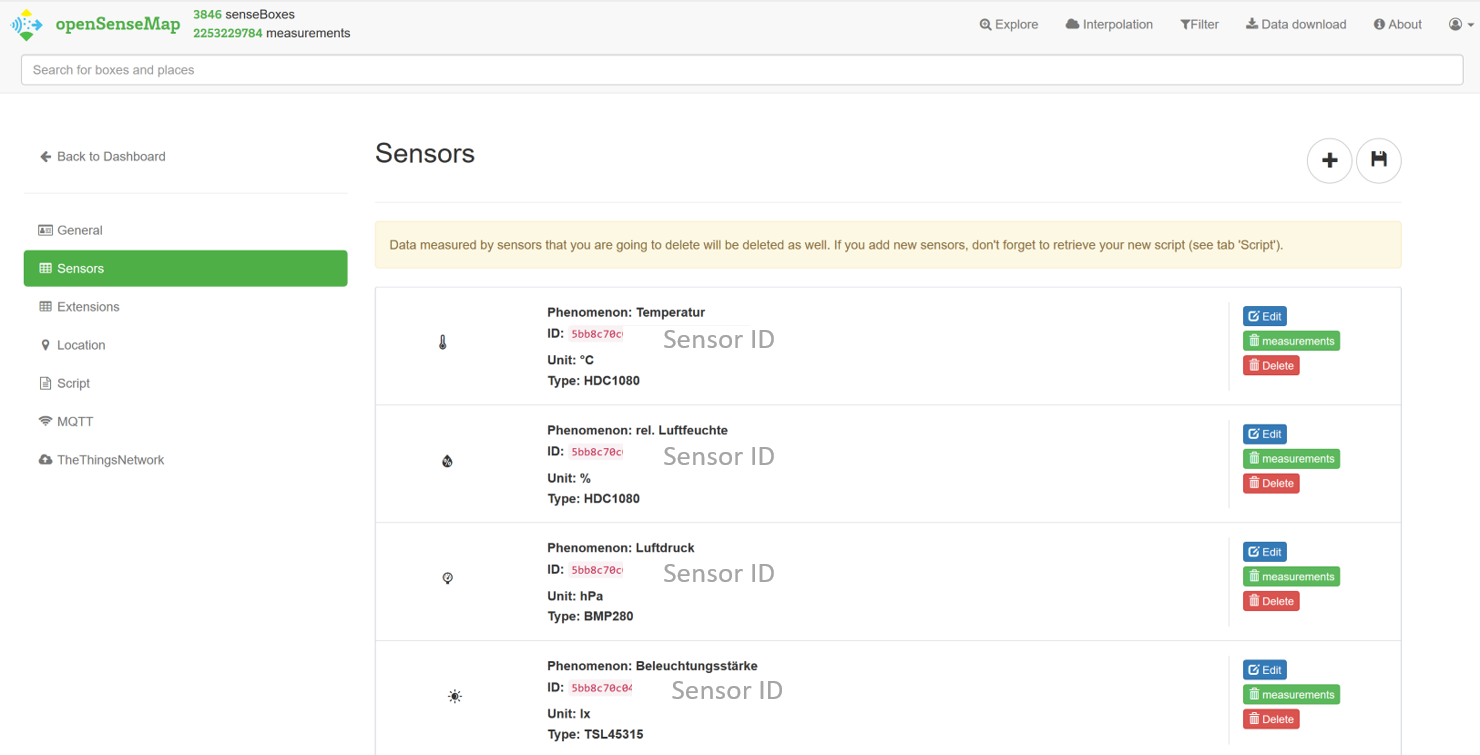 openSenseMap
3846 senseBoxes
2253229784 measurements
Explore
Interpolation
Filter
Data download
About
Search for boxes and places
Back to Dashboard
General
Sensors
Extensions
Location
Script
MQTT
TheThingsNetwork
Sensors
Data measured by sensors that you are going to delete will be deleted as well. If you add new sensors, don't forget to retrieve your new script (see tab 'Script').
Phenomenon: Temperatur
ID: 5bb8c70c Sensor ID
Unit: °C
Type: HDC1080
Edit
measurements
Delete
Phenomenon: rel. Luftfeuchte
ID: 5bb8c70c Sensor ID
Unit: %
Type: HDC1080
Edit
measurements
Delete
Phenomenon: Luftdruck
ID: 5bb8c70c Sensor ID
Unit: hPa
Type: BMP280
Edit
measurements
Delete
Phenomenon: Beleuchtungsstärke
ID: 5bb8c70c04 Sensor ID
Unit: lx
Type: TSL45315
Edit
measurements
Delete